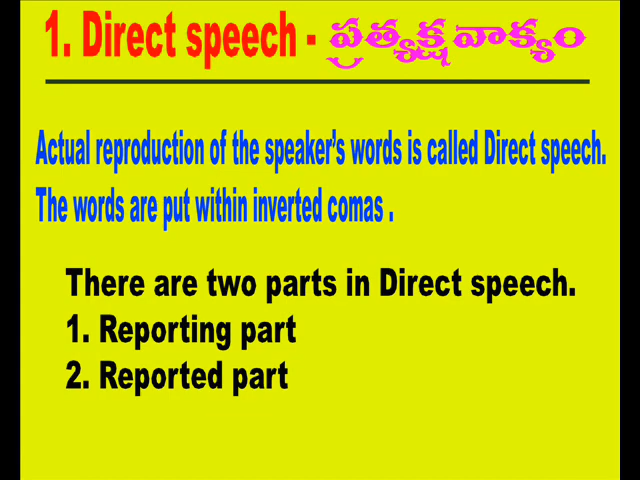 1. Direct speech - ప్రత్యక్ష వాక్యం
Actual reproduction of the speaker's words is called Direct speech.
The words are put within inverted comas .
There are two parts in Direct speech.
1. Reporting part
2. Reported part